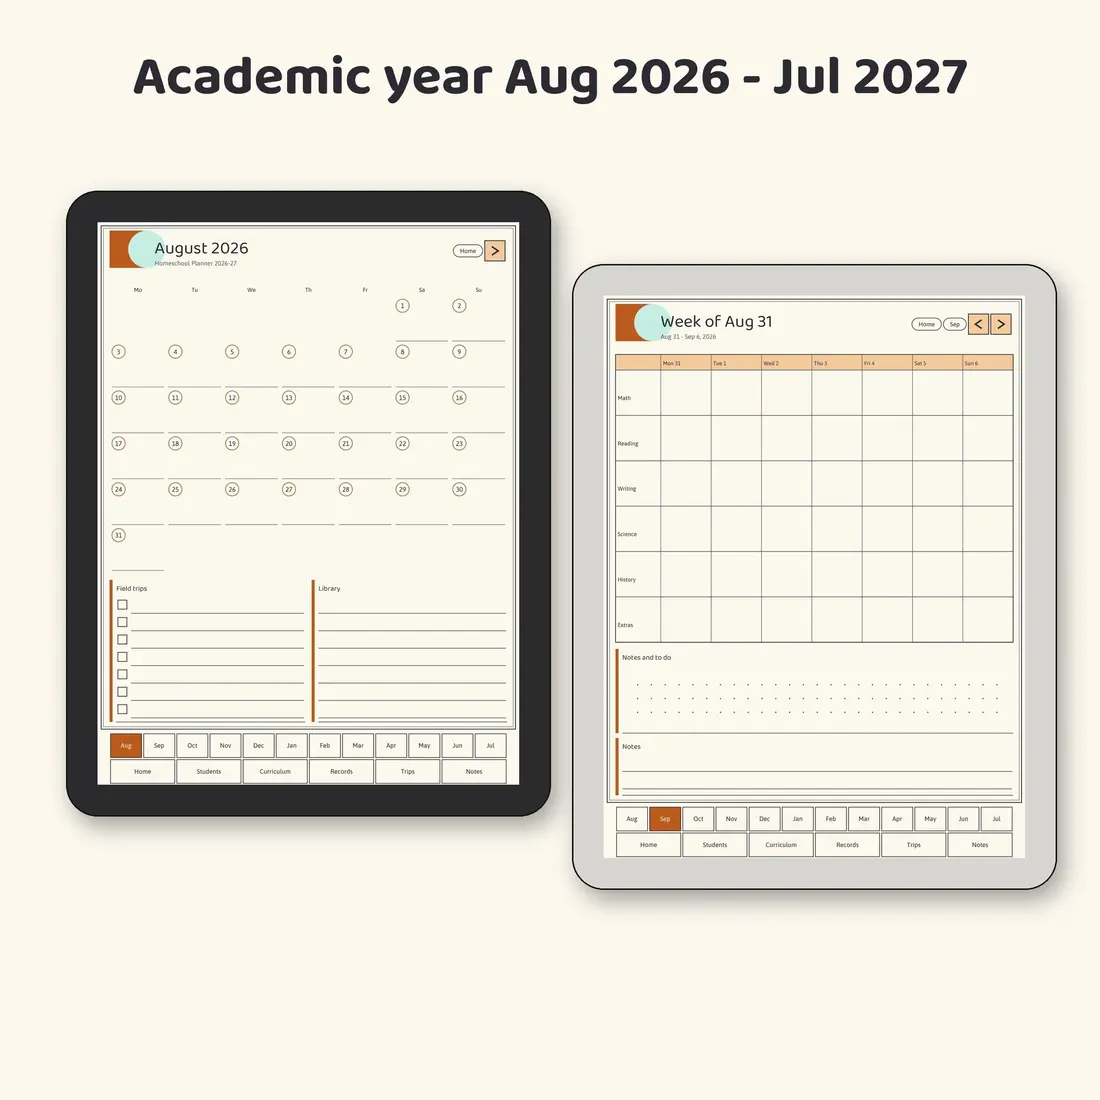 Academic year Aug 2026 - Jul 2027
August 2026
Homeschool Planner 2026-27
Home >
Mo Tu We Th Fr Sa Su
1 2
3 4 5 6 7 8 9
10 11 12 13 14 15 16
17 18 19 20 21 22 23
24 25 26 27 28 29 30
31
Field trips
Library
Aug Sep Oct Nov Dec Jan Feb Mar Apr May Jun Jul
Home Students Curriculum Records Trips Notes
Week of Aug 31
Aug 31 - Sep 6, 2026
Home Sep < >
Mon 31 Tue 1 Wed 2 Thu 3 Fri 4 Sat 5 Sun 6
Math
Reading
Writing
Science
History
Extras
Notes and to do
Notes
Aug Sep Oct Nov Dec Jan Feb Mar Apr May Jun Jul
Home Students Curriculum Records Trips Notes